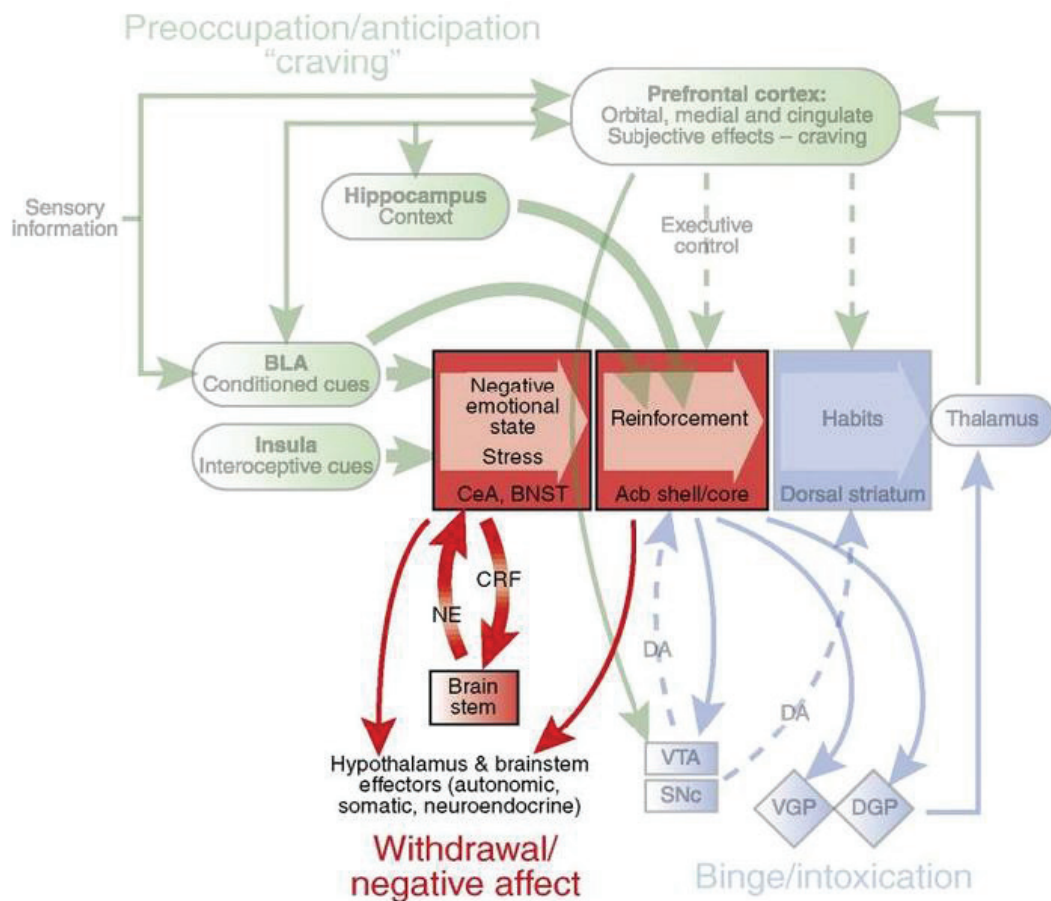 Preoccupation/anticipation
“craving”
Prefrontal cortex:
Orbital, medial and cingulate
Subjective effects – craving
Hippocampus
Context
Sensory
information
Executive
control
BLA
Conditioned cues
Insula
Interoceptive cues
Negative
emotional
state
Stress
CeA, BNST
Reinforcement
Acb shell/core
Habits
Dorsal striatum
Thalamus
NE
CRF
Brain
stem
DA
DA
VTA
SNc
VGP
DGP
Hypothalamus & brainstem
effectors (autonomic,
somatic, neuroendocrine)
Withdrawal/
negative affect
Binge/intoxication